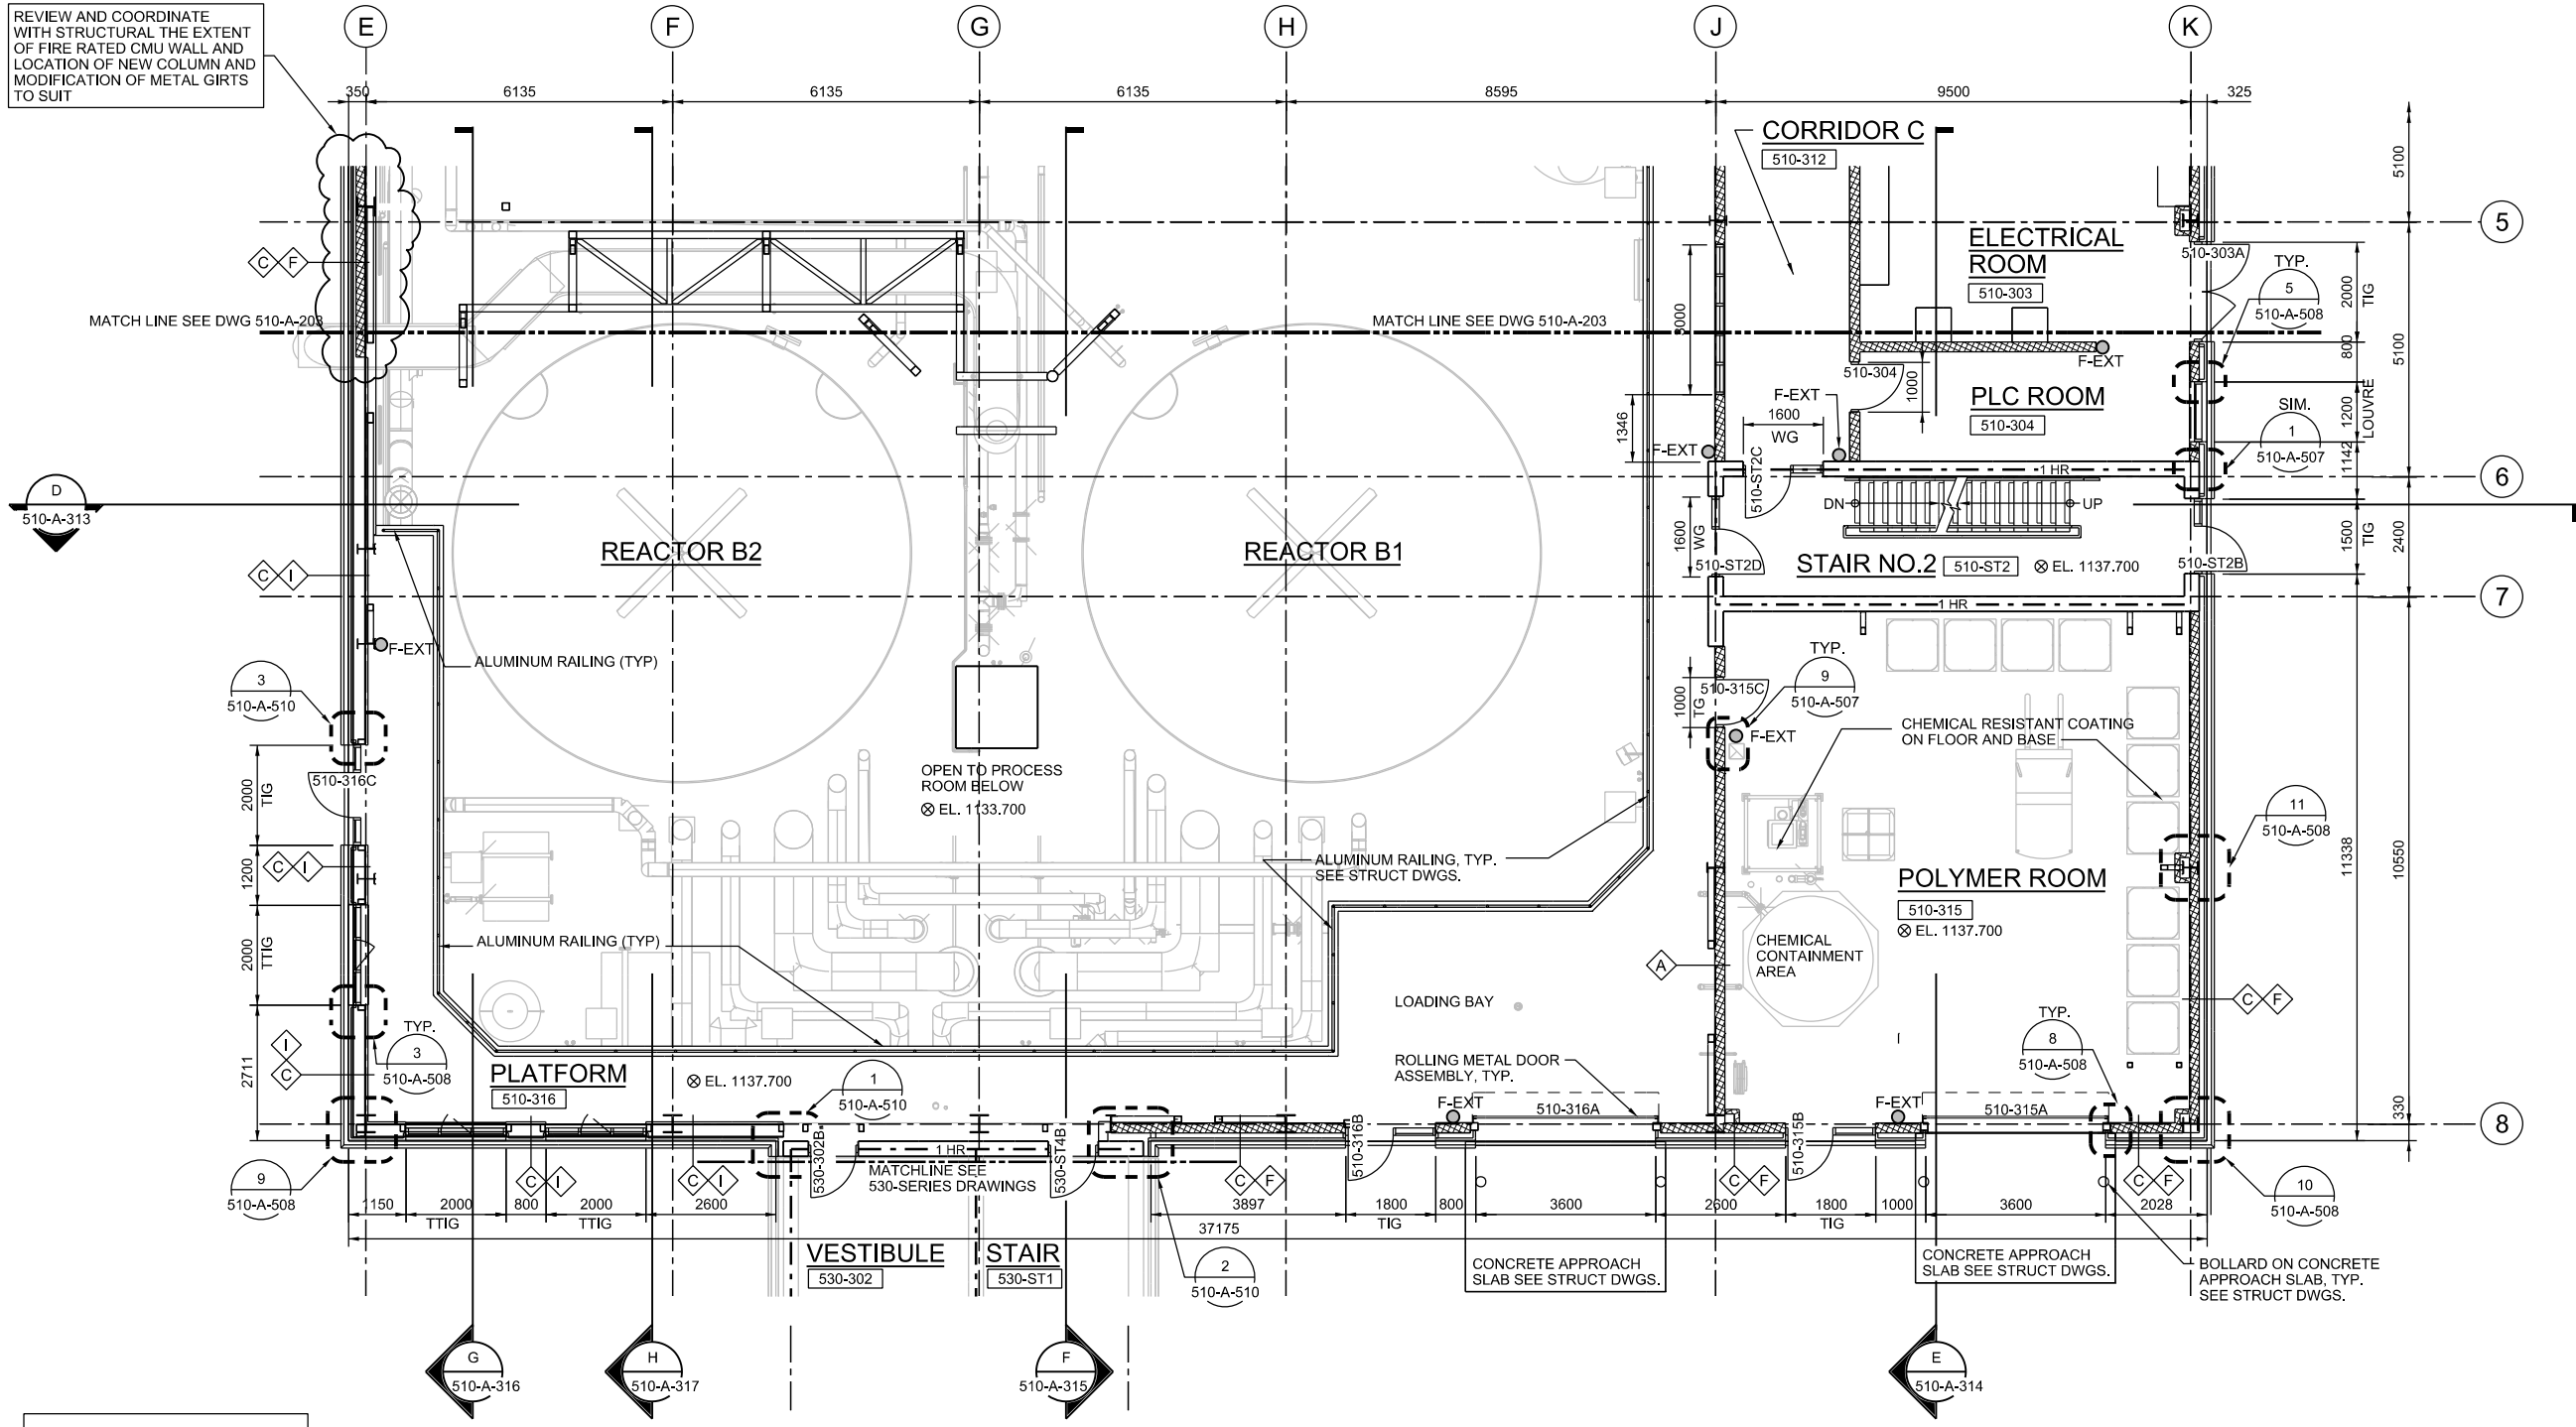 REVIEW AND COORDINATE
WITH STRUCTURAL THE EXTENT
OF FIRE RATED CMU WALL AND
LOCATION OF NEW COLUMN AND
MODIFICATION OF METAL GIRTS
TO SUIT
E
F
G
H
J
K
350
6135
6135
6135
8595
9500
325
CORRIDOR C
510-312
5100
5
C F
ELECTRICAL
ROOM
510-303
510-303A
TYP.
5
510-A-508
2000
TIG
MATCH LINE SEE DWG 510-A-203
MATCH LINE SEE DWG 510-A-203
3000
800
5100
F-EXT
510-304
1000
PLC ROOM
510-304
F-EXT
1600
WG
1346
F-EXT
1200
LOUVRE
SIM.
1
510-A-507
1142
1 HR
6
D
510-A-313
510-ST2C
DN
UP
1600
WG
1500
TIG
2400
REACTOR B2
REACTOR B1
C I
510-ST2D
STAIR NO.2
510-ST2
EL. 1137.700
510-ST2B
1 HR
7
F-EXT
ALUMINUM RAILING (TYP)
3
510-A-510
510-315C
1000
TG
TYP.
9
510-A-507
F-EXT
CHEMICAL RESISTANT COATING
ON FLOOR AND BASE
510-316C
2000
TIG
OPEN TO PROCESS
ROOM BELOW
EL. 1133.700
11
510-A-508
C I
1200
ALUMINUM RAILING, TYP.
SEE STRUCT DWGS.
POLYMER ROOM
510-315
EL. 1137.700
11338
10550
2000
TTIG
ALUMINUM RAILING (TYP)
CHEMICAL
CONTAINMENT
AREA
A
LOADING BAY
C F
TYP.
3
510-A-508
I
C
2711
PLATFORM
510-316
EL. 1137.700
1
510-A-510
ROLLING METAL DOOR
ASSEMBLY, TYP.
TYP.
8
510-A-508
F-EXT
510-316A
F-EXT
510-315A
330
8
530-302B
1 HR
530-ST4B
510-316B
510-315B
MATCHLINE SEE
530-SERIES DRAWINGS
9
510-A-508
C I
C I
C F
C F
C F
10
510-A-508
1150
2000
TTIG
800
2000
TTIG
2600
3897
1800
TIG
800
3600
2600
1800
TIG
1000
3600
2028
37175
VESTIBULE
530-302
STAIR
530-ST1
2
510-A-510
CONCRETE APPROACH
SLAB SEE STRUCT DWGS.
CONCRETE APPROACH
SLAB SEE STRUCT DWGS.
BOLLARD ON CONCRETE
APPROACH SLAB, TYP.
SEE STRUCT DWGS.
G
510-A-316
H
510-A-317
F
510-A-315
E
510-A-314